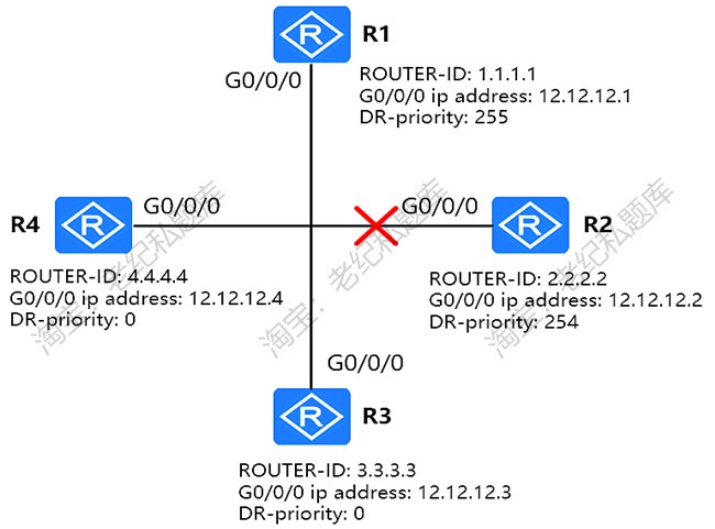 R
R1
G0/0/0
ROUTER-ID: 1.1.1.1
G0/0/0 ip address: 12.12.12.1
DR-priority: 255
R
R4
G0/0/0
ROUTER-ID: 4.4.4.4
G0/0/0 ip address: 12.12.12.4
DR-priority: 0
G0/0/0
R
R2
ROUTER-ID: 2.2.2.2
G0/0/0 ip address: 12.12.12.2
DR-priority: 254
G0/0/0
R
R3
ROUTER-ID: 3.3.3.3
G0/0/0 ip address: 12.12.12.3
DR-priority: 0
淘宝：老纪私题库
淘宝：老纪私题库
淘宝：老纪私题库